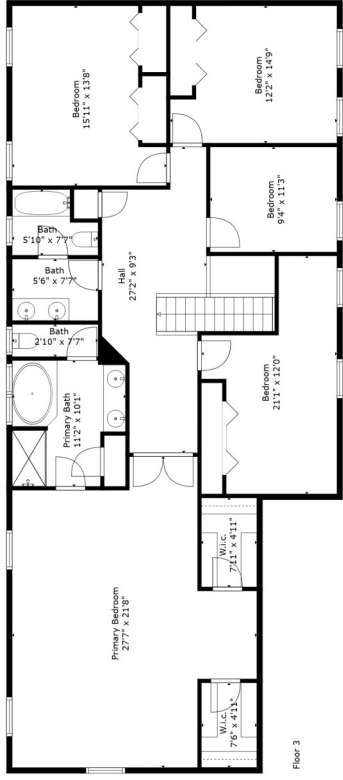 Bedroom
15'11" x 13'8"
Bedroom
12'2" x 14'9"
Bedroom
9'4" x 11'3"
Bath
5'10" x 7'7"
Bath
5'6" x 7'7"
Hall
27'2" x 9'3"
Bath
2'10" x 7'7"
Primary Bath
11'2" x 10'1"
Bedroom
21'1" x 12'0"
W.i.c.
7'11" x 4'11"
Primary Bedroom
27'7" x 21'8"
W.i.c.
7'6" x 4'11"
Floor 3